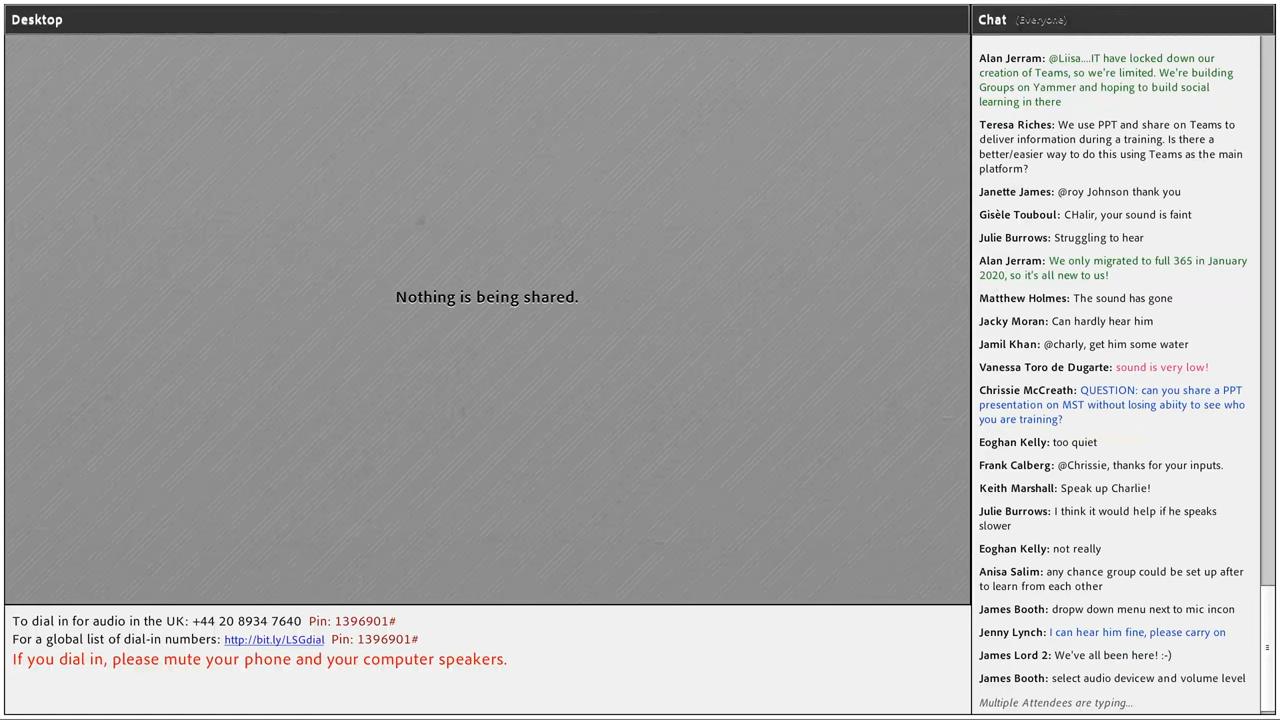 Desktop
Nothing is being shared.
To dial in for audio in the UK: +44 20 8934 7640 Pin: 1396901#
For a global list of dial-in numbers: http://bit.ly/LSGdial Pin: 1396901#
If you dial in, please mute your phone and your computer speakers.
Chat (Everyone)
Alan Jerram: @Liisa....IT have locked down our
creation of Teams, so we're limited. We're building
Groups on Yammer and hoping to build social
learning in there
Teresa Riches: We use PPT and share on Teams to
deliver information during a training. Is there a
better/easier way to do this using Teams as the main
platform?
Janette James: @roy Johnson thank you
Gisèle Touboul: CHalir, your sound is faint
Julie Burrows: Struggling to hear
Alan Jerram: We only migrated to full 365 in January
2020, so it's all new to us!
Matthew Holmes: The sound has gone
Jacky Moran: Can hardly hear him
Jamil Khan: @charly, get him some water
Vanessa Toro de Dugarte: sound is very low!
Chrissie McCreath: QUESTION: can you share a PPT
presentation on MST without losing abiity to see who
you are training?
Eoghan Kelly: too quiet
Frank Calberg: @Chrissie, thanks for your inputs.
Keith Marshall: Speak up Charlie!
Julie Burrows: I think it would help if he speaks
slower
Eoghan Kelly: not really
Anisa Salim: any chance group could be set up after
to learn from each other
James Booth: dropw down menu next to mic incon
Jenny Lynch: I can hear him fine, please carry on
James Lord 2: We've all been here! :-)
James Booth: select audio devicew and volume level
Multiple Attendees are typing...